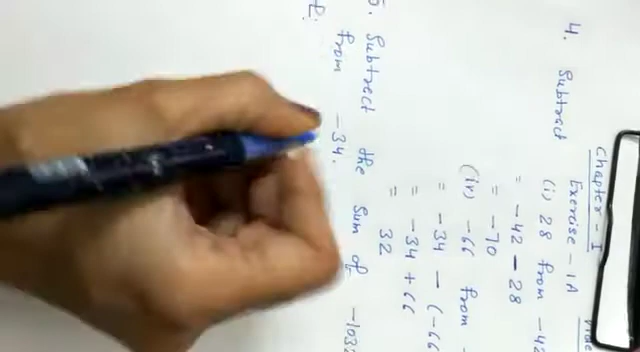 Chapter - I
Exercise - 1A
4. Subtract (i) 28 from -42
= -42 - 28
= -70
(iv) -66 from -
= -34 - (-66
= -34 + 66
= 32
5. Subtract the Sum of -1032
from -34.